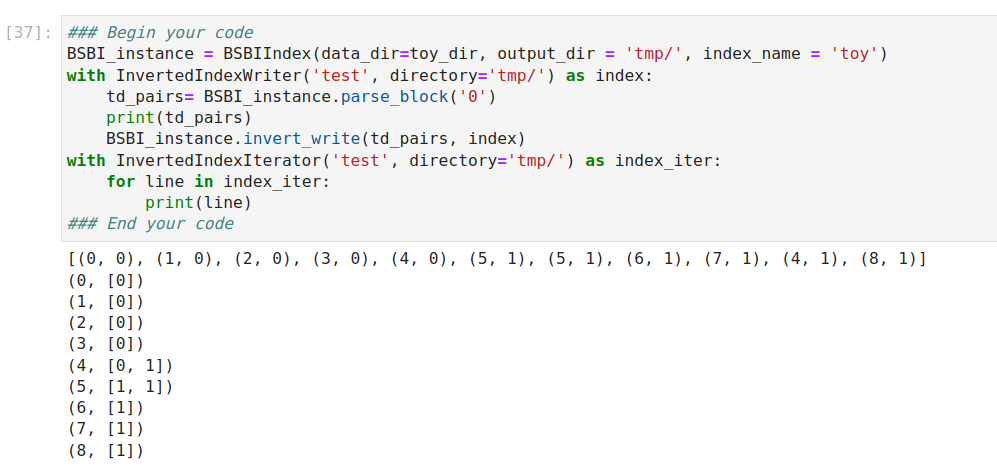 [37]: ### Begin your code
BSBI_instance = BSBIIndex(data_dir=toy_dir, output_dir = 'tmp/', index_name = 'toy')
with InvertedIndexWriter('test', directory='tmp/') as index:
    td_pairs= BSBI_instance.parse_block('0')
    print(td_pairs)
    BSBI_instance.invert_write(td_pairs, index)
with InvertedIndexIterator('test', directory='tmp/') as index_iter:
    for line in index_iter:
        print(line)
### End your code
[(0, 0), (1, 0), (2, 0), (3, 0), (4, 0), (5, 1), (5, 1), (6, 1), (7, 1), (4, 1), (8, 1)]
(0, [0])
(1, [0])
(2, [0])
(3, [0])
(4, [0, 1])
(5, [1, 1])
(6, [1])
(7, [1])
(8, [1])